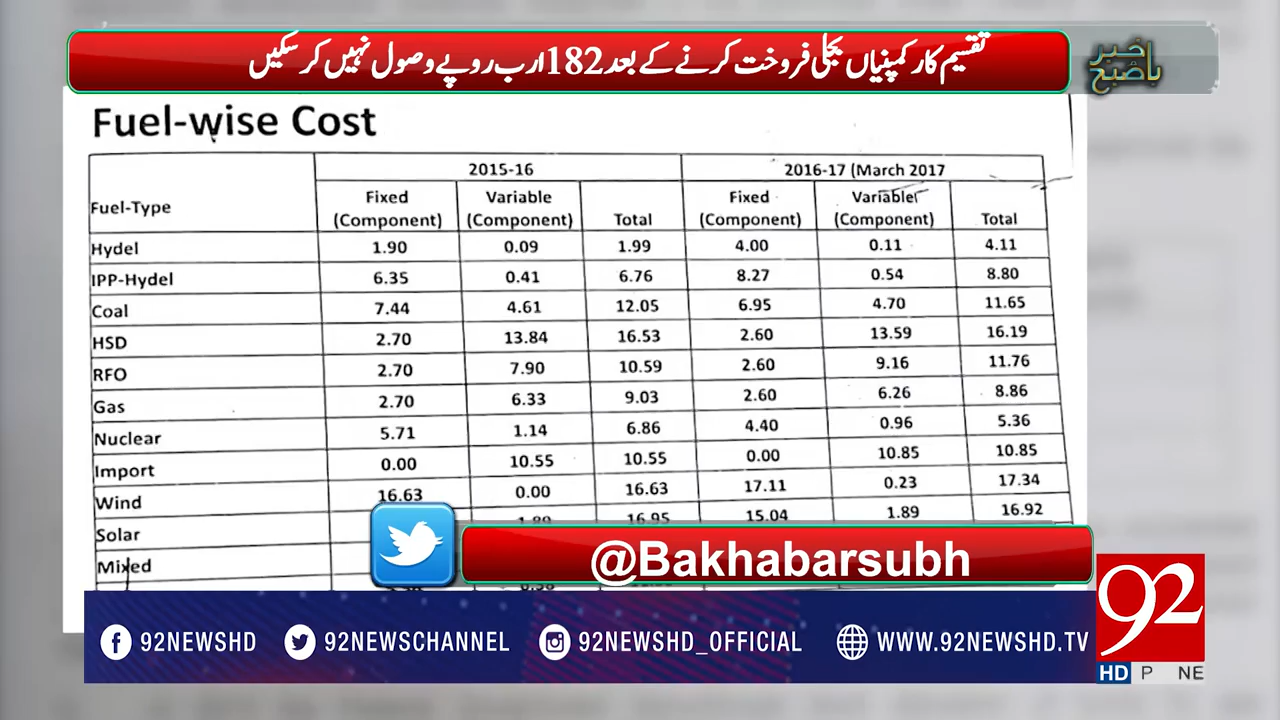 تقسیم کار کمپنیاں بجلی فروخت کرنے کے بعد 182 ارب روپے وصول نہیں کر سکیں
باخبر صبح
Fuel-wise Cost
Fuel-Type 2015-16 2016-17 (March 2017
Fixed (Component) Variable (Component) Total Fixed (Component) Variable (Component) Total
Hydel 1.90 0.09 1.99 4.00 0.11 4.11
IPP-Hydel 6.35 0.41 6.76 8.27 0.54 8.80
Coal 7.44 4.61 12.05 6.95 4.70 11.65
HSD 2.70 13.84 16.53 2.60 13.59 16.19
RFO 2.70 7.90 10.59 2.60 9.16 11.76
Gas 2.70 6.33 9.03 2.60 6.26 8.86
Nuclear 5.71 1.14 6.86 4.40 0.96 5.36
Import 0.00 10.55 10.55 0.00 10.85 10.85
Wind 16.63 0.00 16.63 17.11 0.23 17.34
Solar 16.95 15.04 1.89 16.92
Mixed
@Bakhabarsubh
92NEWSHD 92NEWSCHANNEL 92NEWSHD_OFFICIAL WWW.92NEWSHD.TV
92
HD P NE